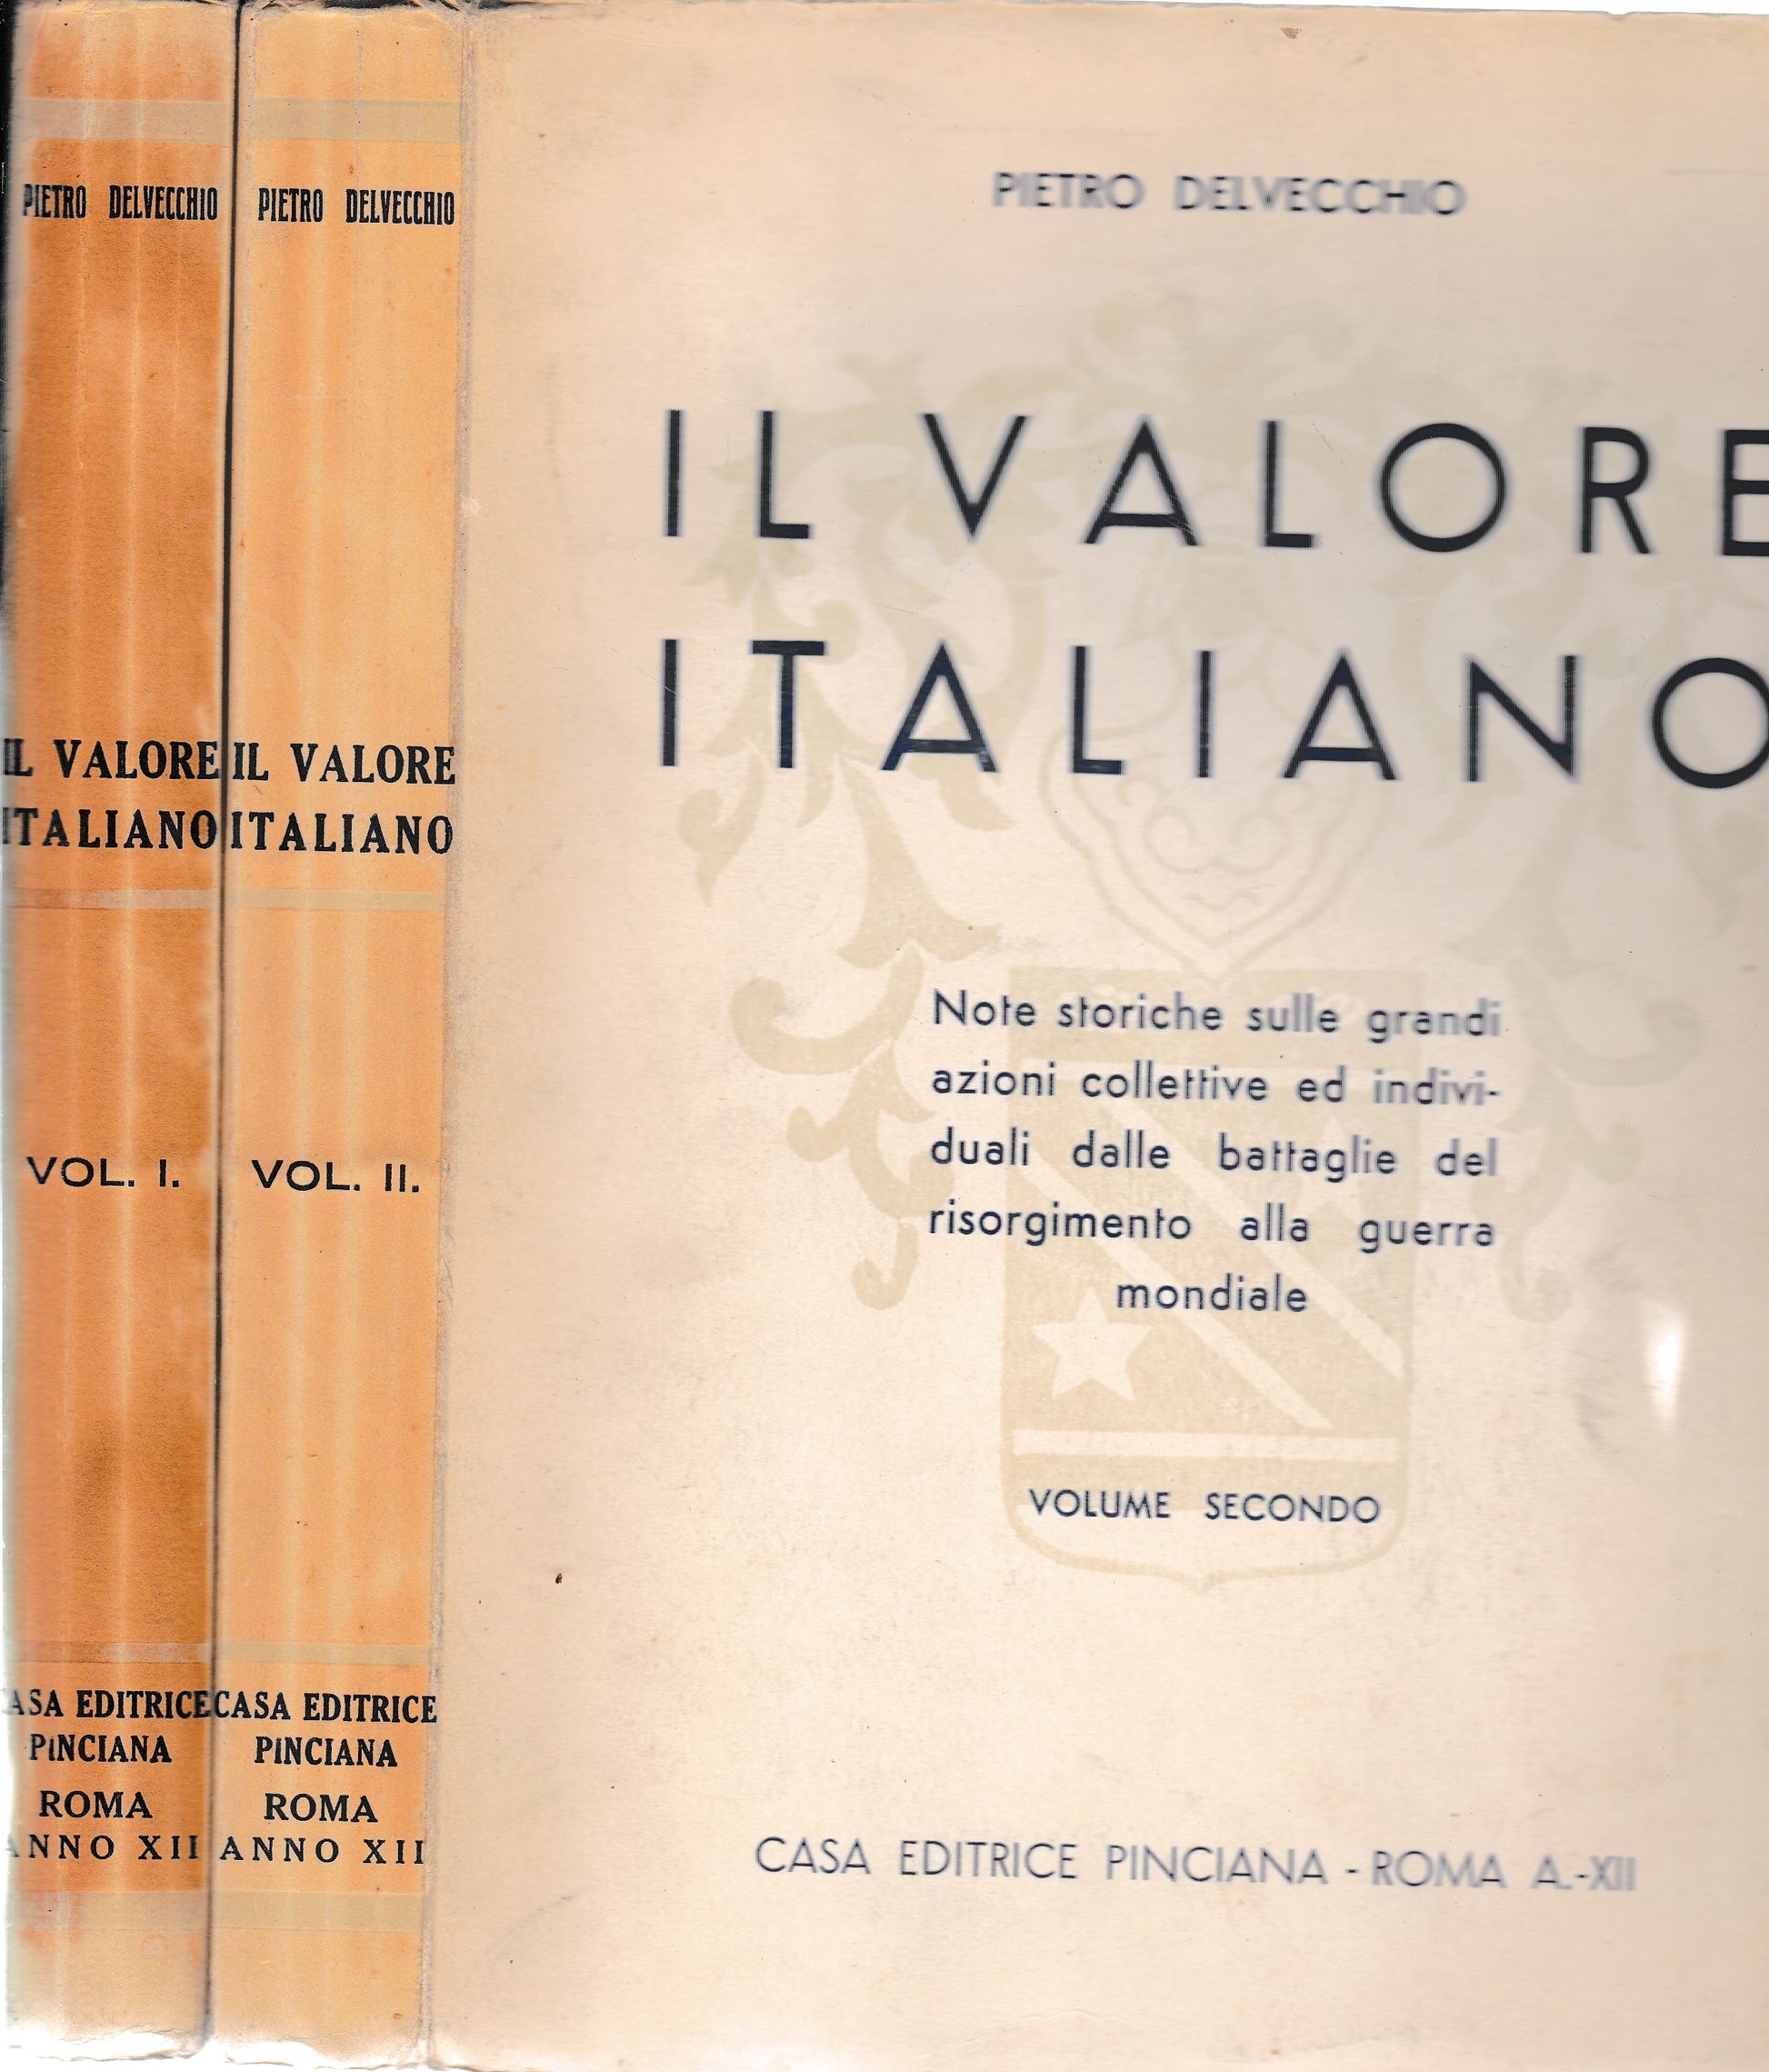 PIETRO DELVECCHIO
IL VALORE
ITALIANO
VOL. I.
CASA EDITRICE
PINCIANA
ROMA
ANNO XII
PIETRO DELVECCHIO
IL VALORE
ITALIANO
VOL. II.
CASA EDITRICE
PINCIANA
ROMA
ANNO XII
PIETRO DELVECCHIO
IL VALORE
ITALIANO
Note storiche sulle grandi
azioni collettive ed indivi-
duali dalle battaglie del
risorgimento alla guerra
mondiale
VOLUME SECONDO
CASA EDITRICE PINCIANA - ROMA A.-XII